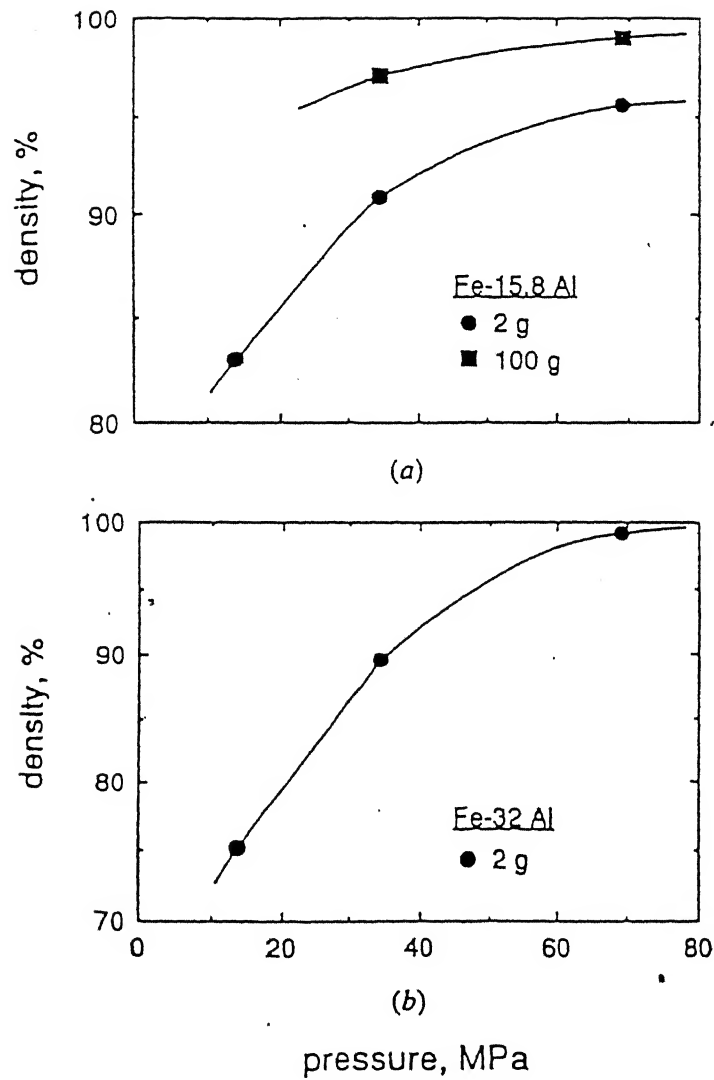 100
90
80
density, %
Fe-15.8 Al
2 g
100 g
(a)
100
90
80
70
density, %
Fe-32 Al
2 g
0 20 40 60 80
(b)
pressure, MPa